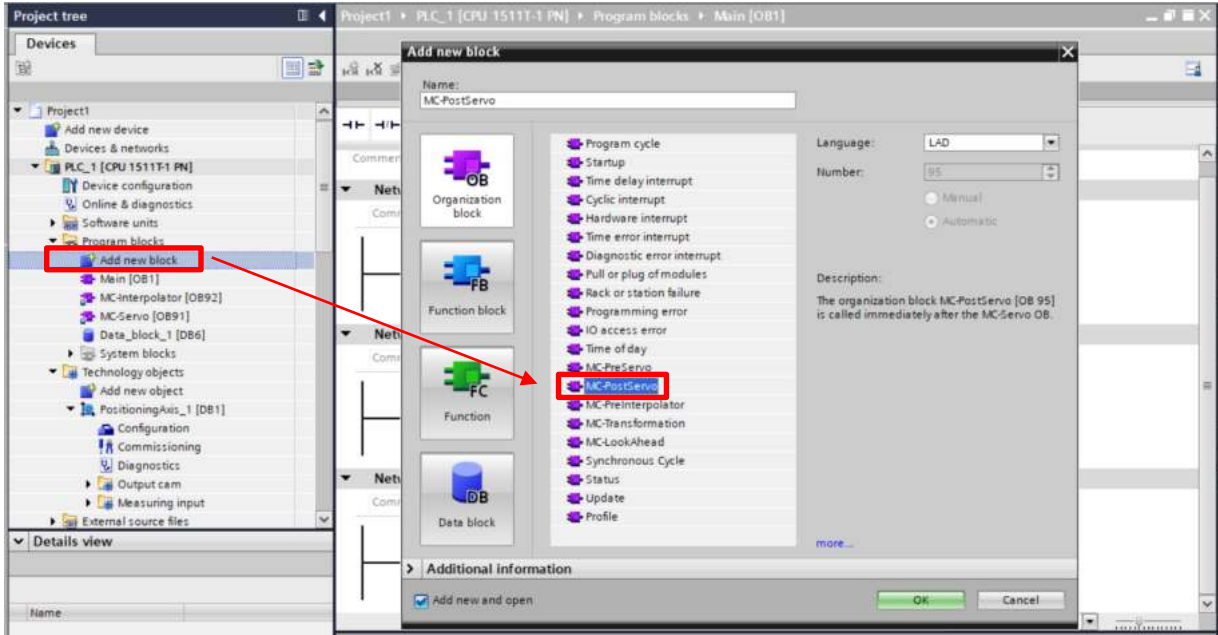 Project tree
Project1 ▸ PLC_1 [CPU 1511T-1 PN] ▸ Program blocks ▸ Main [OB1]
Devices
Project1
Add new device
Devices & networks
PLC_1 [CPU 1511T-1 PN]
Device configuration
Online & diagnostics
Software units
Program blocks
Add new block
Main [OB1]
MC-Interpolator [OB92]
MC-Servo [OB91]
Data_block_1 [DB6]
System blocks
Technology objects
Add new object
PositioningAxis_1 [DB1]
Configuration
Commissioning
Diagnostics
Output cam
Measuring input
External source files
Details view
Name
Add new block
Name:
MC-PostServo
OB
Organization
block
FB
Function block
FC
Function
DB
Data block
Program cycle
Startup
Time delay interrupt
Cyclic interrupt
Hardware interrupt
Time error interrupt
Diagnostic error interrupt
Pull or plug of modules
Rack or station failure
Programming error
IO access error
Time of day
MC-PreServo
MC-PostServo
MC-PreInterpolator
MC-Transformation
MC-LookAhead
Synchronous Cycle
Status
Update
Profile
Language:
LAD
Number:
95
Manual
Automatic
Description:
The organization block MC-PostServo [OB 95]
is called immediately after the MC-Servo OB.
more...
Additional information
Add new and open
OK
Cancel